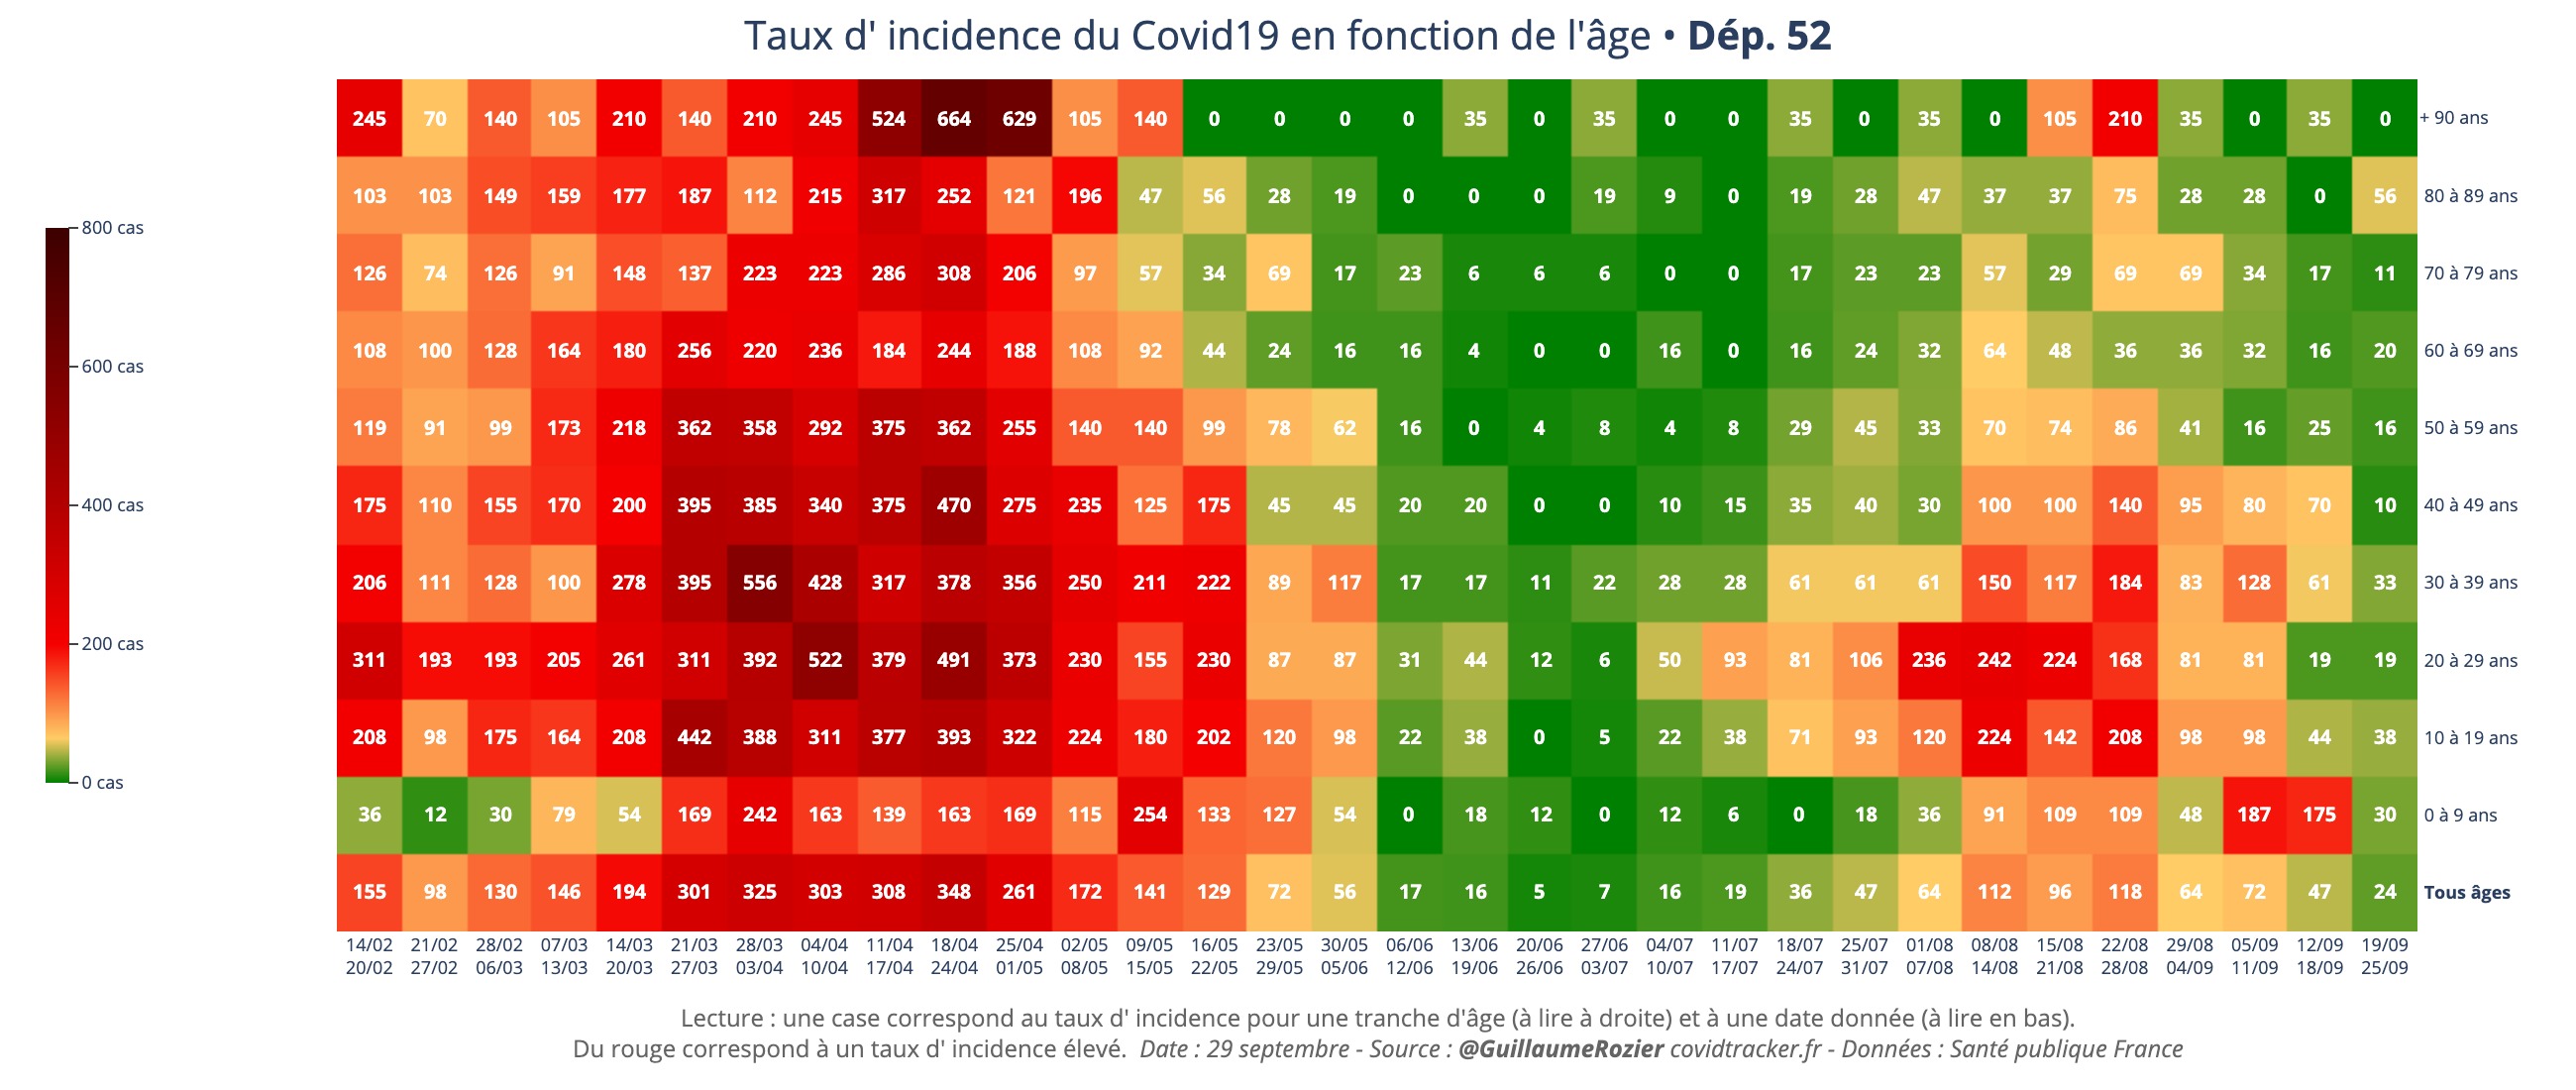 Taux d' incidence du Covid19 en fonction de l'âge • Dép. 52
245 70 140 105 210 140 210 245 524 664 629 105 140 0 0 0 0 35 0 35 0 0 35 0 35 0 105 210 35 0 35 0 + 90 ans
103 103 149 159 177 187 112 215 317 252 121 196 47 56 28 19 0 0 0 19 9 0 19 28 47 37 37 75 28 28 0 56 80 à 89 ans
126 74 126 91 148 137 223 223 286 308 206 97 57 34 69 17 23 6 6 6 0 0 17 23 23 57 29 69 69 34 17 11 70 à 79 ans
108 100 128 164 180 256 220 236 184 244 188 108 92 44 24 16 16 4 0 0 16 0 16 24 32 64 48 36 36 32 16 20 60 à 69 ans
119 91 99 173 218 362 358 292 375 362 255 140 140 99 78 62 16 0 4 8 4 8 29 45 33 70 74 86 41 16 25 16 50 à 59 ans
175 110 155 170 200 395 385 340 375 470 275 235 125 175 45 45 20 20 0 0 10 15 35 40 30 100 100 140 95 80 70 10 40 à 49 ans
206 111 128 100 278 395 556 428 317 378 356 250 211 222 89 117 17 17 11 22 28 28 61 61 61 150 117 184 83 128 61 33 30 à 39 ans
311 193 193 205 261 311 392 522 379 491 373 230 155 230 87 87 31 44 12 6 50 93 81 106 236 242 224 168 81 81 19 19 20 à 29 ans
208 98 175 164 208 442 388 311 377 393 322 224 180 202 120 98 22 38 0 5 22 38 71 93 120 224 142 208 98 98 44 38 10 à 19 ans
36 12 30 79 54 169 242 163 139 163 169 115 254 133 127 54 0 18 12 0 12 6 0 18 36 91 109 109 48 187 175 30 0 à 9 ans
155 98 130 146 194 301 325 303 308 348 261 172 141 129 72 56 17 16 5 7 16 19 36 47 64 112 96 118 64 72 47 24 Tous âges
14/02 21/02 28/02 07/03 14/03 21/03 28/03 04/04 11/04 18/04 25/04 02/05 09/05 16/05 23/05 30/05 06/06 13/06 20/06 27/06 04/07 11/07 18/07 25/07 01/08 08/08 15/08 22/08 29/08 05/09 12/09 19/09
20/02 27/02 06/03 13/03 20/03 27/03 03/04 10/04 17/04 24/04 01/05 08/05 15/05 22/05 29/05 05/06 12/06 19/06 26/06 03/07 10/07 17/07 24/07 31/07 07/08 14/08 21/08 28/08 04/09 11/09 18/09 25/09
800 cas
600 cas
400 cas
200 cas
0 cas
Lecture : une case correspond au taux d' incidence pour une tranche d'âge (à lire à droite) et à une date donnée (à lire en bas).
Du rouge correspond à un taux d' incidence élevé. Date : 29 septembre - Source : @GuillaumeRozier covidtracker.fr - Données : Santé publique France